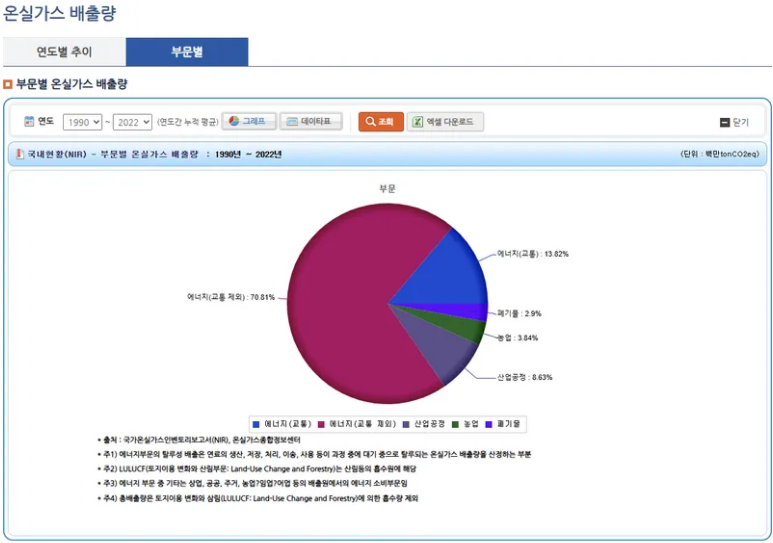 온실가스 배출량
연도별 추이 부문별
부문별 온실가스 배출량
연도 1990 ~ 2022 (연도간 누적 평균) 그래프 데이타표 조회 엑셀 다운로드 닫기
국내현황(NIR) - 부문별 온실가스 배출량 : 1990년 ~ 2022년 (단위 : 백만tonCO2eq)
부문
에너지(교통) : 13.82%
에너지(교통 제외) : 70.81%
폐기물 : 2.9%
농업 : 3.84%
산업공정 : 8.63%
에너지(교통) 에너지(교통 제외) 산업공정 농업 폐기물
• 출처 : 국가온실가스인벤토리보고서(NIR), 온실가스종합정보센터
• 주1) 에너지부문의 탈루성 배출은 연료의 생산, 저장, 처리, 이송, 사용 등이 과정 중에 대기 중으로 탈루되는 온실가스 배출량을 산정하는 부분
• 주2) LULUCF(토지이용 변화와 산림부문: Land-Use Change and Forestry)는 산림등의 흡수원에 해당
• 주3) 에너지 부문 중 기타는 상업, 공공, 주거, 농업?임업?어업 등의 배출원에서의 에너지 소비부문임
• 주4) 총배출량은 토지이용 변화와 삼림(LULUCF: Land-Use Change and Forestry)에 의한 흡수량 제외